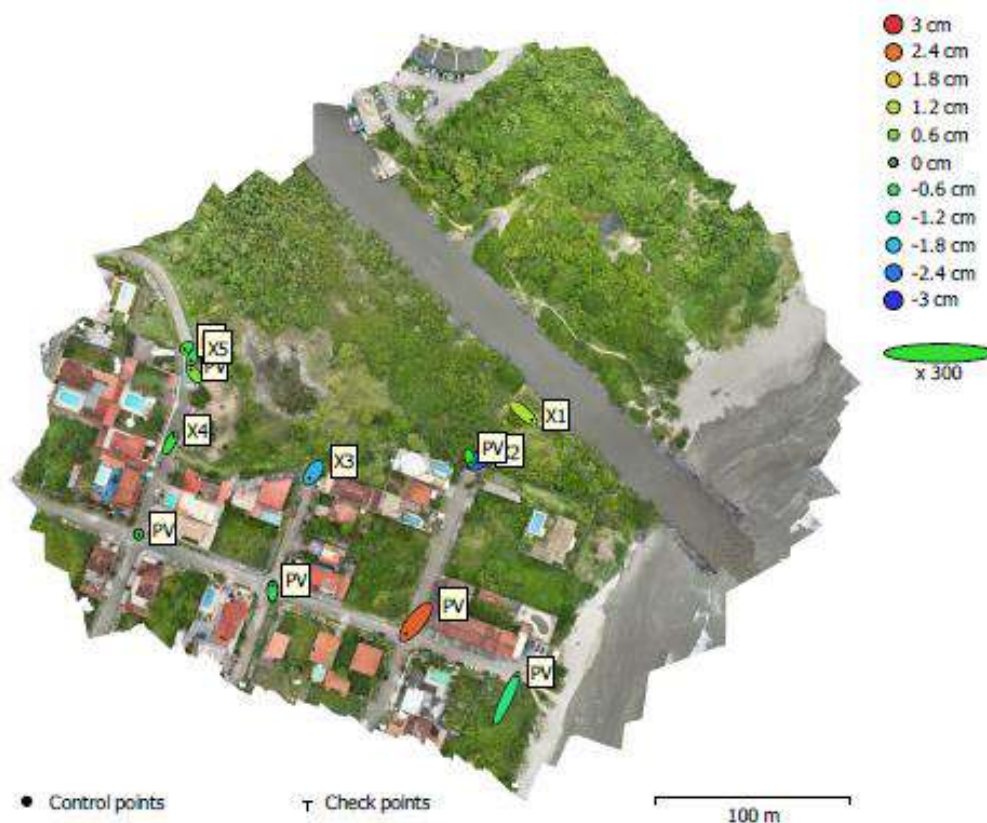 3 cm
2.4 cm
1.8 cm
1.2 cm
0.6 cm
0 cm
-0.6 cm
-1.2 cm
-1.8 cm
-2.4 cm
-3 cm
x 300
X5
PV
X4
X3
X1
PV
PV
PV
PV
PV
Control points
Check points
100 m